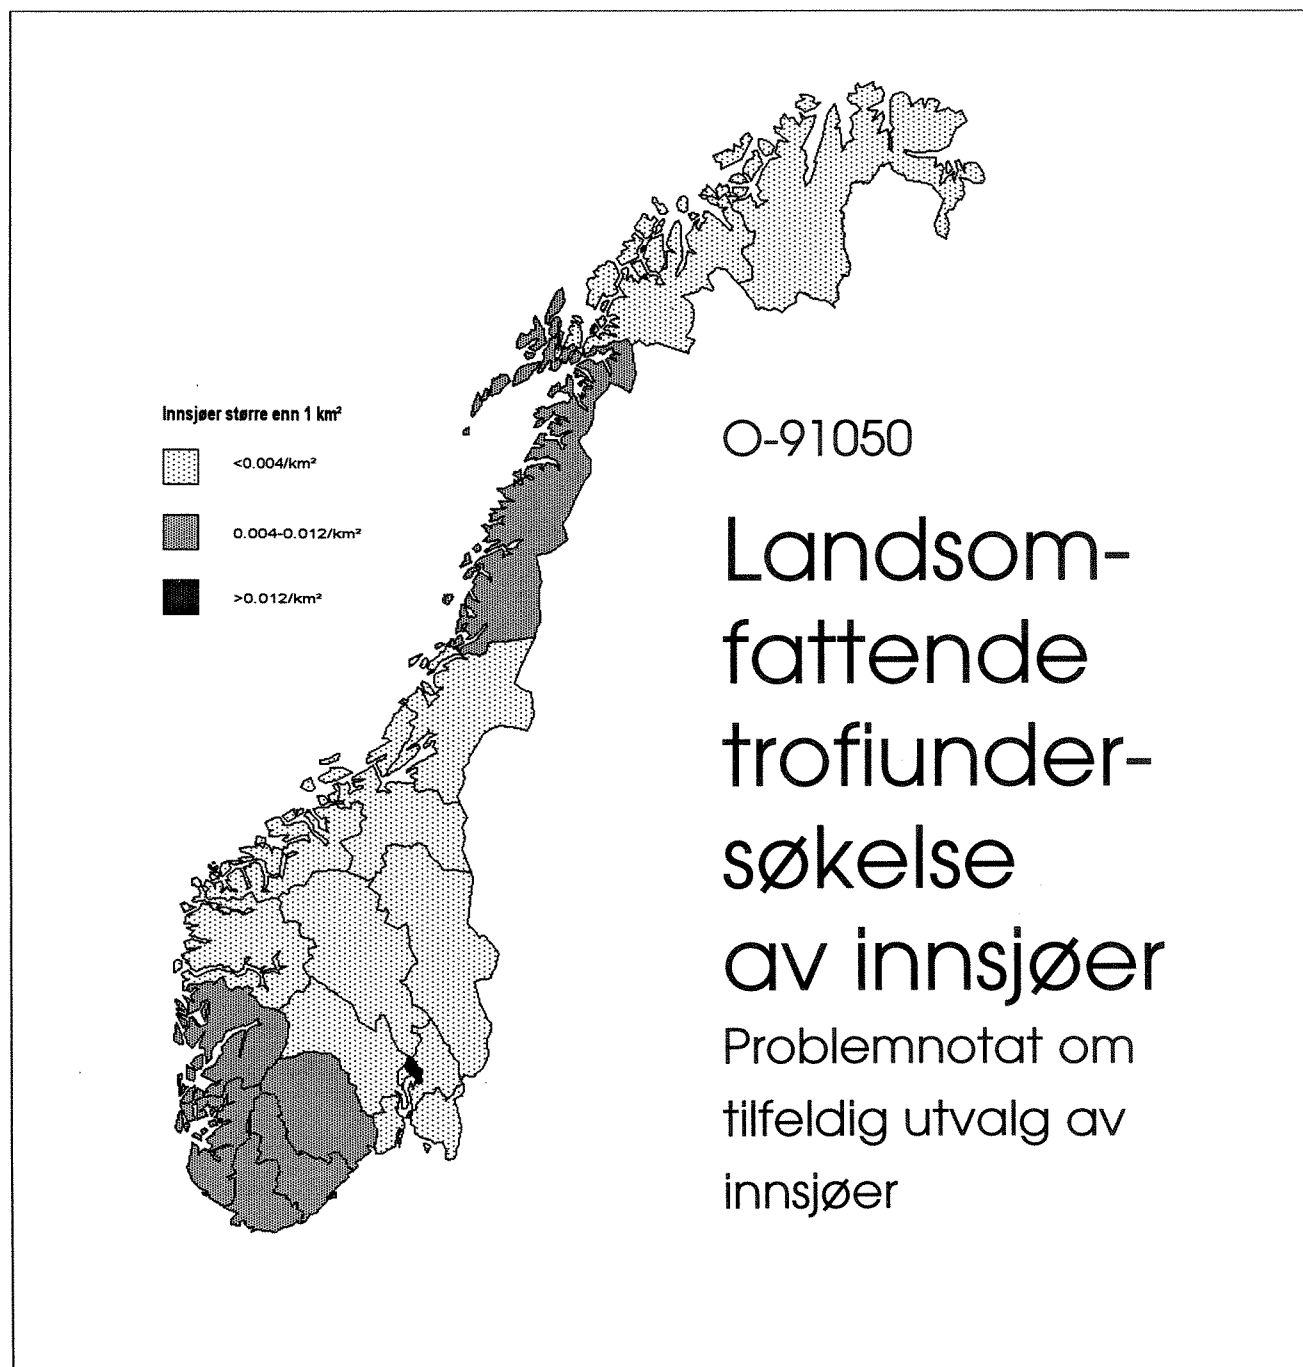 Innsjøer større enn 1 km²
<0.004/km²
0.004-0.012/km²
>0.012/km²
O-91050
Landsom-
fattende
trofiunder-
søkelse
av innsjøer
Problemnotat om
tilfeldig utvalg av
innsjøer